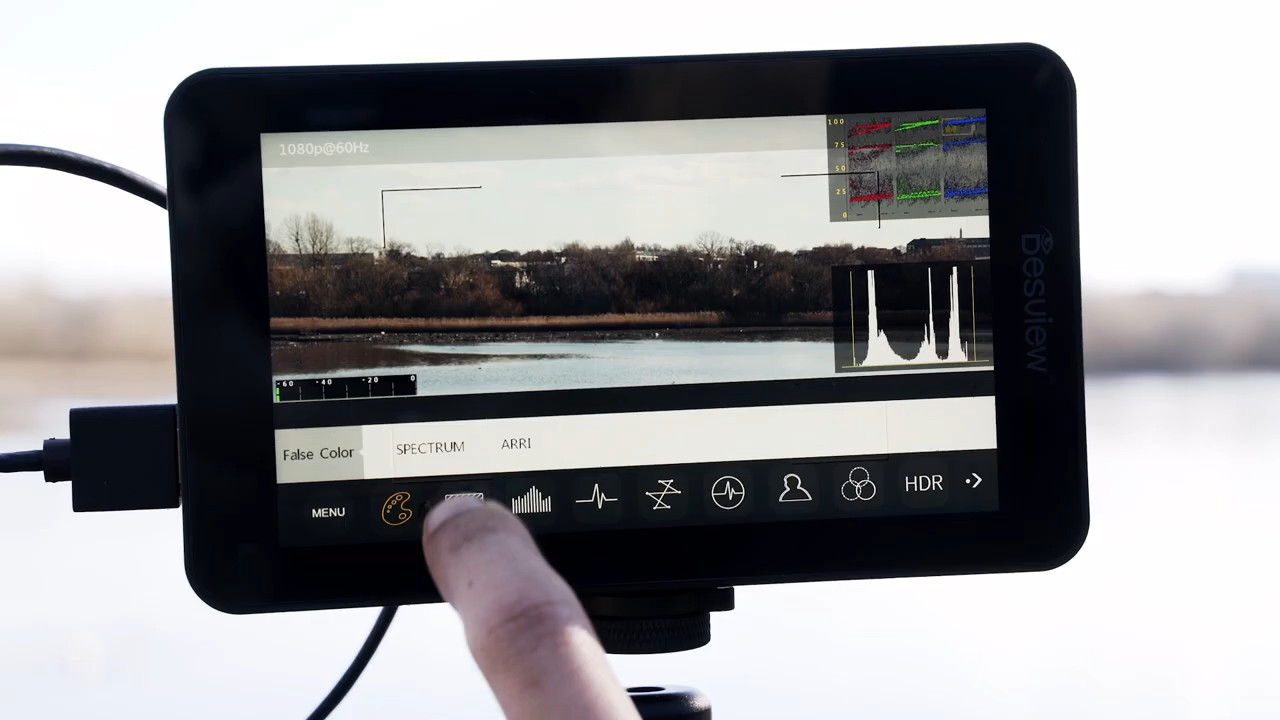 1080p@60Hz
100
75
50
25
0
Desview
-60 -40 -20 0
False Color SPECTRUM ARRI
MENU HDR